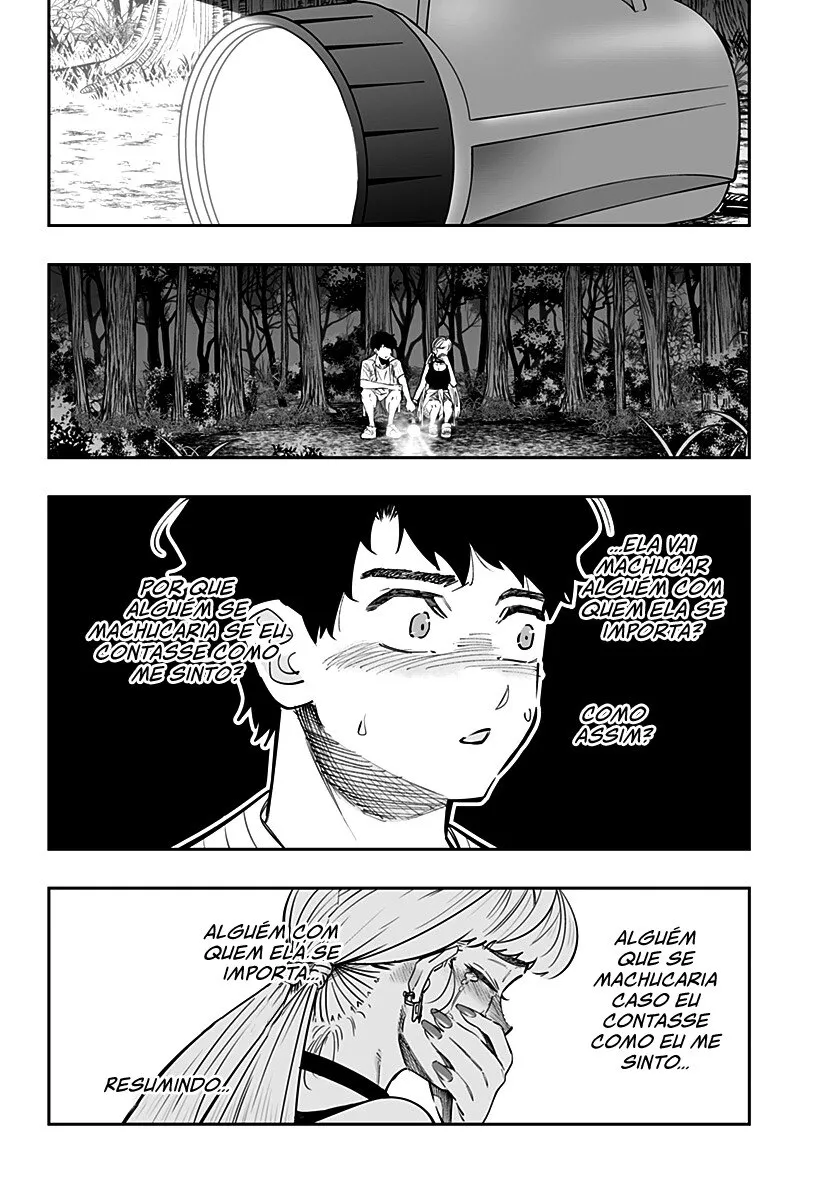 ...ELA VAI
MACHUCAR
ALGUÉM COM
QUEM ELA SE
IMPORTA?
COMO
ASSIM?
POR QUE
ALGUÉM SE
MACHUCARIA SE EU
CONTASSE COMO
ME SINTO?
ALGUÉM
QUE SE
MACHUCARIA
CASO EU
CONTASSE
COMO EU ME
SINTO...
ALGUÉM COM
QUEM ELA SE
IMPORTA...
RESUMINDO...